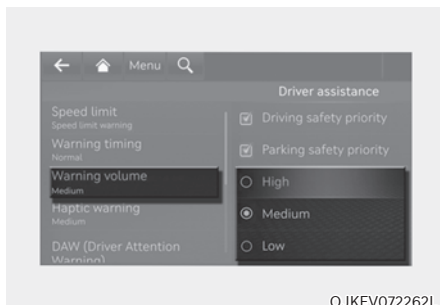 Menu
Driver assistance
Speed limit
Speed limit warning
Driving safety priority
Warning timing
Normal
Parking safety priority
Warning volume
Medium
High
Haptic warning
Medium
Medium
DAW (Driver Attention
Warning)
Low
OJKEV072262L